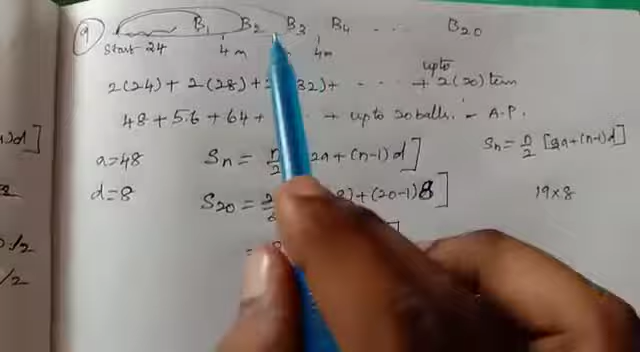 9 B₁ B₂ B₃ B₄ ... B₂₀
Start-24 4m 4m
upto
2(24) + 2(28) + 32) + ... + 2(20) term
48 + 56 + 64 + ... + upto 20 balls. A.P.
a=48 Sn = n/2 2a + (n-1) d] Sn = n/2 [2a+(n-1)d]
d=8 S20 = 8) + (20-1) 8] 19 × 8
=